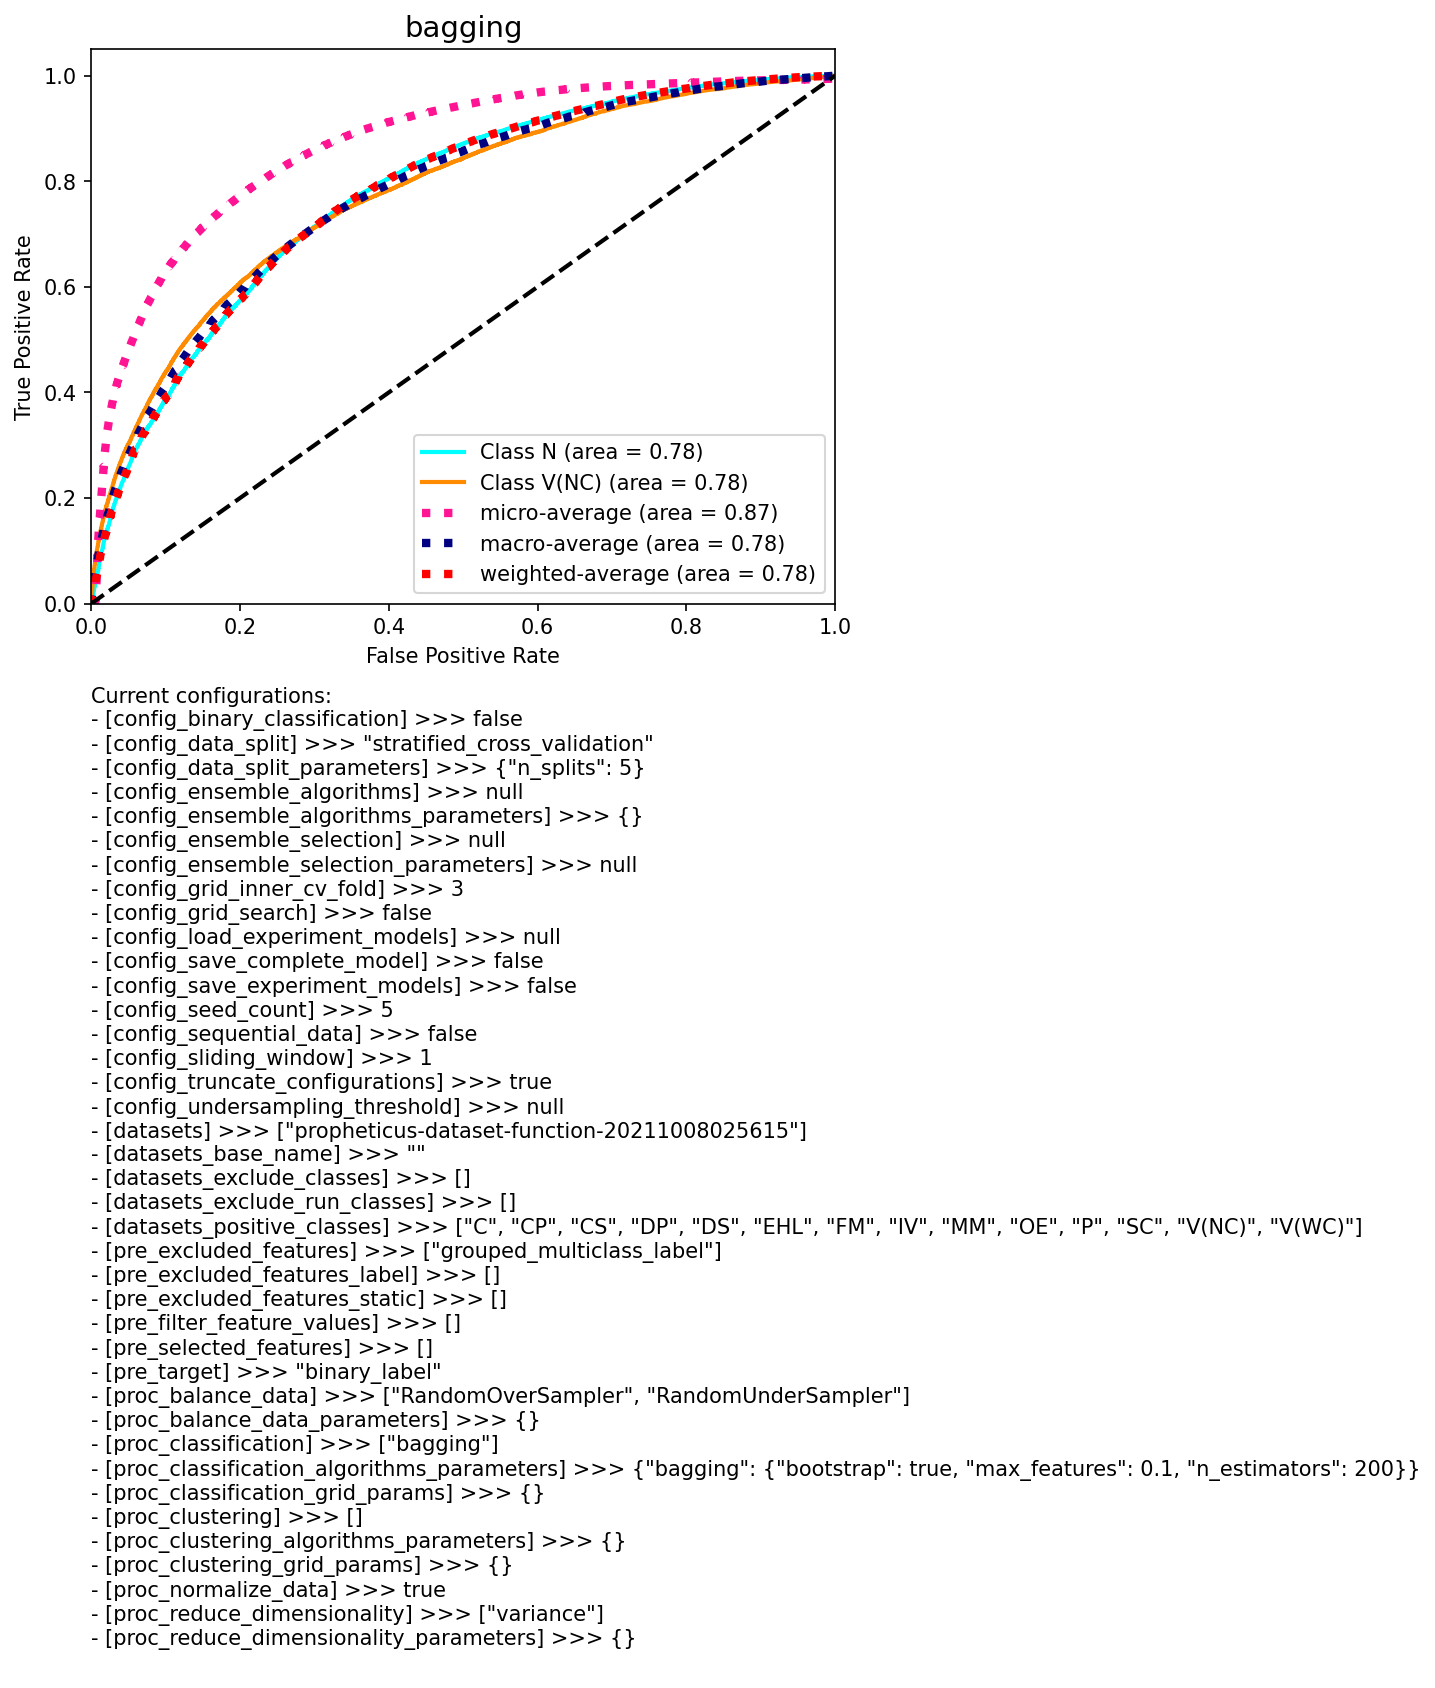 bagging
1.0
0.8
0.6
0.4
0.2
0.0
True Positive Rate
Class N (area = 0.78)
Class V(NC) (area = 0.78)
micro-average (area = 0.87)
macro-average (area = 0.78)
weighted-average (area = 0.78)
0.0 0.2 0.4 0.6 0.8 1.0
False Positive Rate
Current configurations:
- [config_binary_classification] >>> false
- [config_data_split] >>> "stratified_cross_validation"
- [config_data_split_parameters] >>> {"n_splits": 5}
- [config_ensemble_algorithms] >>> null
- [config_ensemble_algorithms_parameters] >>> {}
- [config_ensemble_selection] >>> null
- [config_ensemble_selection_parameters] >>> null
- [config_grid_inner_cv_fold] >>> 3
- [config_grid_search] >>> false
- [config_load_experiment_models] >>> null
- [config_save_complete_model] >>> false
- [config_save_experiment_models] >>> false
- [config_seed_count] >>> 5
- [config_sequential_data] >>> false
- [config_sliding_window] >>> 1
- [config_truncate_configurations] >>> true
- [config_undersampling_threshold] >>> null
- [datasets] >>> ["propheticus-dataset-function-20211008025615"]
- [datasets_base_name] >>> ""
- [datasets_exclude_classes] >>> []
- [datasets_exclude_run_classes] >>> []
- [datasets_positive_classes] >>> ["C", "CP", "CS", "DP", "DS", "EHL", "FM", "IV", "MM", "OE", "P", "SC", "V(NC)", "V(WC)"]
- [pre_excluded_features] >>> ["grouped_multiclass_label"]
- [pre_excluded_features_label] >>> []
- [pre_excluded_features_static] >>> []
- [pre_filter_feature_values] >>> []
- [pre_selected_features] >>> []
- [pre_target] >>> "binary_label"
- [proc_balance_data] >>> ["RandomOverSampler", "RandomUnderSampler"]
- [proc_balance_data_parameters] >>> {}
- [proc_classification] >>> ["bagging"]
- [proc_classification_algorithms_parameters] >>> {"bagging": {"bootstrap": true, "max_features": 0.1, "n_estimators": 200}}
- [proc_classification_grid_params] >>> {}
- [proc_clustering] >>> []
- [proc_clustering_algorithms_parameters] >>> {}
- [proc_clustering_grid_params] >>> {}
- [proc_normalize_data] >>> true
- [proc_reduce_dimensionality] >>> ["variance"]
- [proc_reduce_dimensionality_parameters] >>> {}